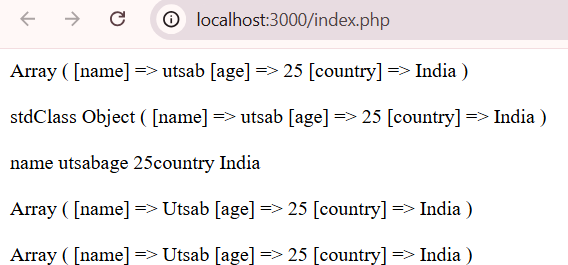 localhost:3000/index.php
Array ( [name] => utsab [age] => 25 [country] => India )
stdClass Object ( [name] => utsab [age] => 25 [country] => India )
name utsabage 25country India
Array ( [name] => Utsab [age] => 25 [country] => India )
Array ( [name] => Utsab [age] => 25 [country] => India )